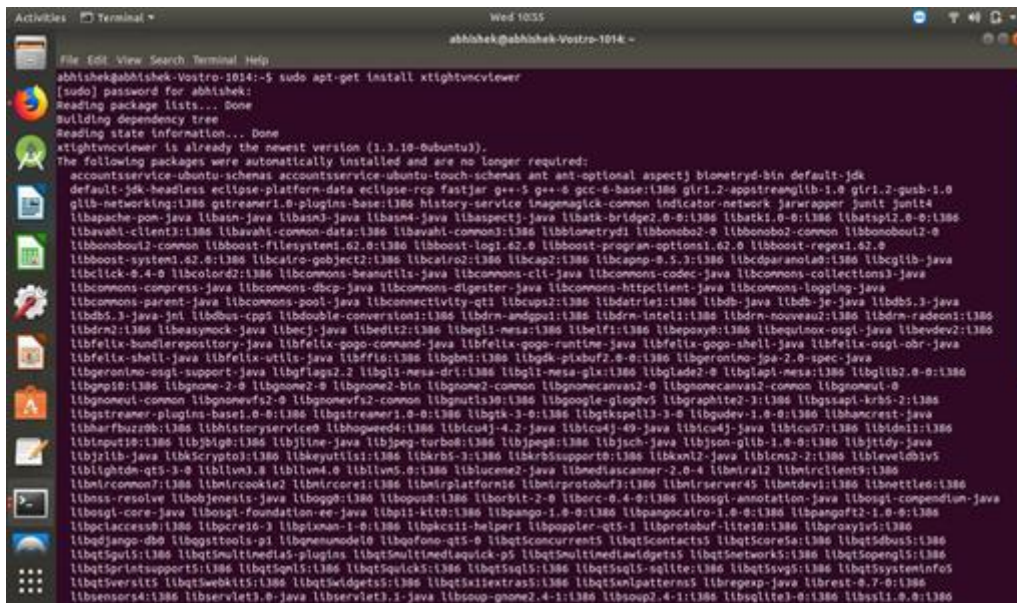 Activities Terminal Wed 10:55
abhishek@abhishek-Vostro-1014: ~
File Edit View Search Terminal Help
abhishek@abhishek-Vostro-1014:~$ sudo apt-get install xtightvncviewer
[sudo] password for abhishek:
Reading package lists... Done
Building dependency tree
Reading state information... Done
xtightvncviewer is already the newest version (1.3.10-0ubuntu3).
The following packages were automatically installed and are no longer required:
accountsservice-ubuntu-schemas accountsservice-ubuntu-touch-schemas ant ant-optional aspectj biometryd-bin default-jdk
default-jdk-headless eclipse-platform-data eclipse-rcp fastjar g++-5 g++-6 gcc-6-base:i386 gir1.2-appstreamglib-1.0 gir1.2-gusb-1.0
glib-networking:i386 gstreamer1.0-plugins-base:i386 history-service imagemagick-common indicator-network jarwrapper junit junit4
libapache-pom-java libasm-java libasm3-java libasm4-java libaspectj-java libatk-bridge2.0-0:i386 libatk1.0-0:i386 libatspi2.0-0:i386
libavahi-client3:i386 libavahi-common-data:i386 libavahi-common3:i386 libbiometryd1 libbonobo2-0 libbonobo2-common libbonoboui2-0
libbonoboui2-common libboost-filesystem1.62.0:i386 libboost-log1.62.0 libboost-program-options1.62.0 libboost-regex1.62.0
libboost-system1.62.0:i386 libcairo-gobject2:i386 libcairo2:i386 libcap2:i386 libcapnp-0.5.3:i386 libcdparanoia0:i386 libcglib-java
libclick-0.4-0 libcolord2:i386 libcommons-beanutils-java libcommons-cli-java libcommons-codec-java libcommons-collections3-java
libcommons-compress-java libcommons-dbcp-java libcommons-digester-java libcommons-httpclient-java libcommons-logging-java
libcommons-parent-java libcommons-pool-java libconnectivity-qt1 libcups2:i386 libdatrie1:i386 libdb-java libdb-je-java libdb5.3-java
libdb5.3-java-jni libdbus-cpp5 libdouble-conversion1:i386 libdrm-amdgpu1:i386 libdrm-intel1:i386 libdrm-nouveau2:i386 libdrm-radeon1:i386
libdrm2:i386 libeasymock-java libecj-java libedit2:i386 libegl1-mesa:i386 libelf1:i386 libepoxy0:i386 libequinox-osgi-java libevdev2:i386
libfelix-bundlerepository-java libfelix-gogo-command-java libfelix-gogo-runtime-java libfelix-gogo-shell-java libfelix-osgi-obr-java
libfelix-shell-java libfelix-utils-java libffi6:i386 libgbm1:i386 libgdk-pixbuf2.0-0:i386 libgeronimo-jpa-2.0-spec-java
libgeronimo-osgi-support-java libgflags2.2 libgl1-mesa-dri:i386 libgl1-mesa-glx:i386 libglade2-0 libglapi-mesa:i386 libglib2.0-0:i386
libgmp10:i386 libgnome-2-0 libgnome2-0 libgnome2-bin libgnome2-common libgnomecanvas2-0 libgnomecanvas2-common libgnomeui-0
libgnomeui-common libgnomevfs2-0 libgnomevfs2-common libgnutls30:i386 libgoogle-glog0v5 libgraphite2-3:i386 libgssapi-krb5-2:i386
libgstreamer-plugins-base1.0-0:i386 libgstreamer1.0-0:i386 libgtk-3-0:i386 libgtkspell3-3-0 libgudev-1.0-0:i386 libhamcrest-java
libharfbuzz0b:i386 libhistoryservice0 libhogweed4:i386 libicu4j-4.2-java libicu4j-49-java libicu4j-java libicu57:i386 libidn11:i386
libinput10:i386 libjbig0:i386 libjline-java libjpeg-turbo8:i386 libjpeg8:i386 libjsch-java libjson-glib-1.0-0:i386 libjtidy-java
libjzlib-java libk5crypto3:i386 libkeyutils1:i386 libkrb5-3:i386 libkrb5support0:i386 libkxml2-java liblcms2-2:i386 libleveldb1v5
liblightdm-qt5-3-0 libllvm3.8 libllvm4.0 libllvm5.0:i386 liblucene2-java libmediascanner-2.0-4 libmiral2 libmirclient9:i386
libmircommon7:i386 libmircookie2 libmircore1:i386 libmirplatform16 libmirprotobuf3:i386 libmirserver45 libmtdev1:i386 libnettle6:i386
libnss-resolve libobjenesis-java libogg0:i386 libopus0:i386 liborbit-2-0 liborc-0.4-0:i386 libosgi-annotation-java libosgi-compendium-java
libosgi-core-java libosgi-foundation-ee-java libp11-kit0:i386 libpango-1.0-0:i386 libpangocairo-1.0-0:i386 libpangoft2-1.0-0:i386
libpciaccess0:i386 libpcre16-3 libpixman-1-0:i386 libpkcs11-helper1 libpoppler-qt5-1 libprotobuf-lite10:i386 libproxy1v5:i386
libqdjango-db0 libqgsttools-p1 libqmenumodel0 libqofono-qt5-0 libqt5concurrent5 libqt5contacts5 libqt5core5a:i386 libqt5dbus5:i386
libqt5gui5:i386 libqt5multimedia5-plugins libqt5multimediaquick-p5 libqt5multimediawidgets5 libqt5network5:i386 libqt5opengl5:i386
libqt5printsupport5:i386 libqt5qml5:i386 libqt5quick5:i386 libqt5sql5:i386 libqt5sql5-sqlite:i386 libqt5svg5:i386 libqt5systeminfo5
libqt5versit5 libqt5webkit5:i386 libqt5widgets5:i386 libqt5x11extras5:i386 libqt5xmlpatterns5 libregexp-java librest-0.7-0:i386
libsensors4:i386 libservlet3.0-java libservlet3.1-java libsoup-gnome2.4-1:i386 libsoup2.4-1:i386 libsqlite3-0:i386 libssl1.0.0:i386